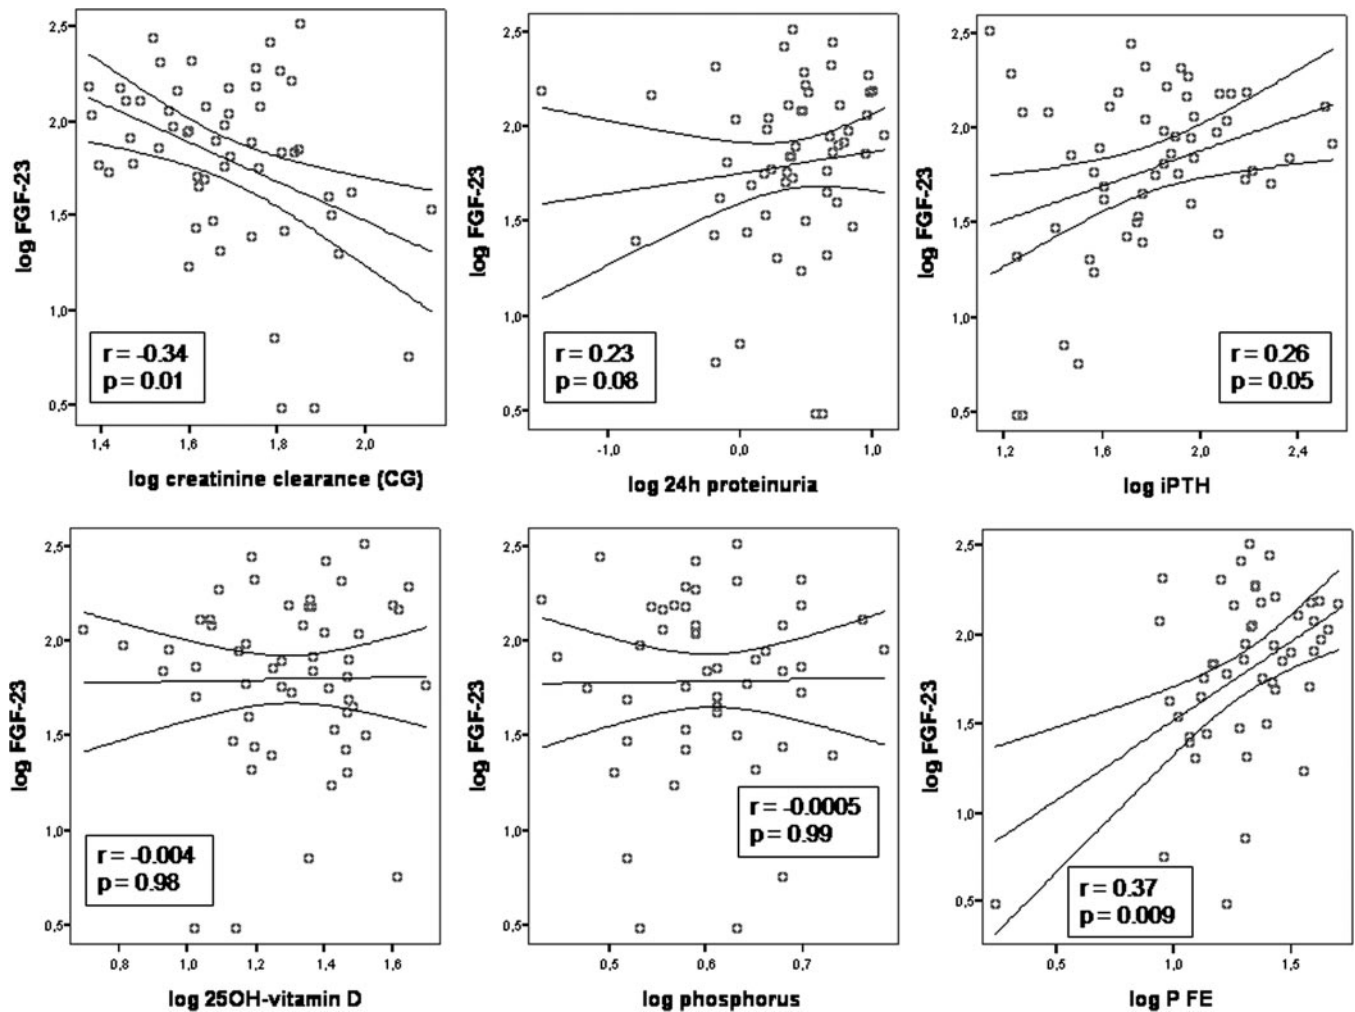 2,5
2,0
1,5
1,0
0,5
log FGF-23
r = -0.34
p = 0.01
1,4 1,6 1,8 2,0
log creatinine clearance (CG)
2,5
2,0
1,5
1,0
0,5
log FGF-23
r = 0.23
p = 0.08
-1,0 0,0 1,0
log 24h proteinuria
2,5
2,0
1,5
1,0
0,5
log FGF-23
r = 0.26
p = 0.05
1,2 1,6 2,0 2,4
log iPTH
2,5
2,0
1,5
1,0
0,5
log FGF-23
r = -0.004
p = 0.98
0,8 1,0 1,2 1,4 1,6
log 25OH-vitamin D
2,5
2,0
1,5
1,0
0,5
log FGF-23
r = -0.0005
p = 0.99
0,5 0,6 0,7
log phosphorus
2,5
2,0
1,5
1,0
0,5
log FGF-23
r = 0.37
p = 0.009
0,5 1,0 1,5
log P FE